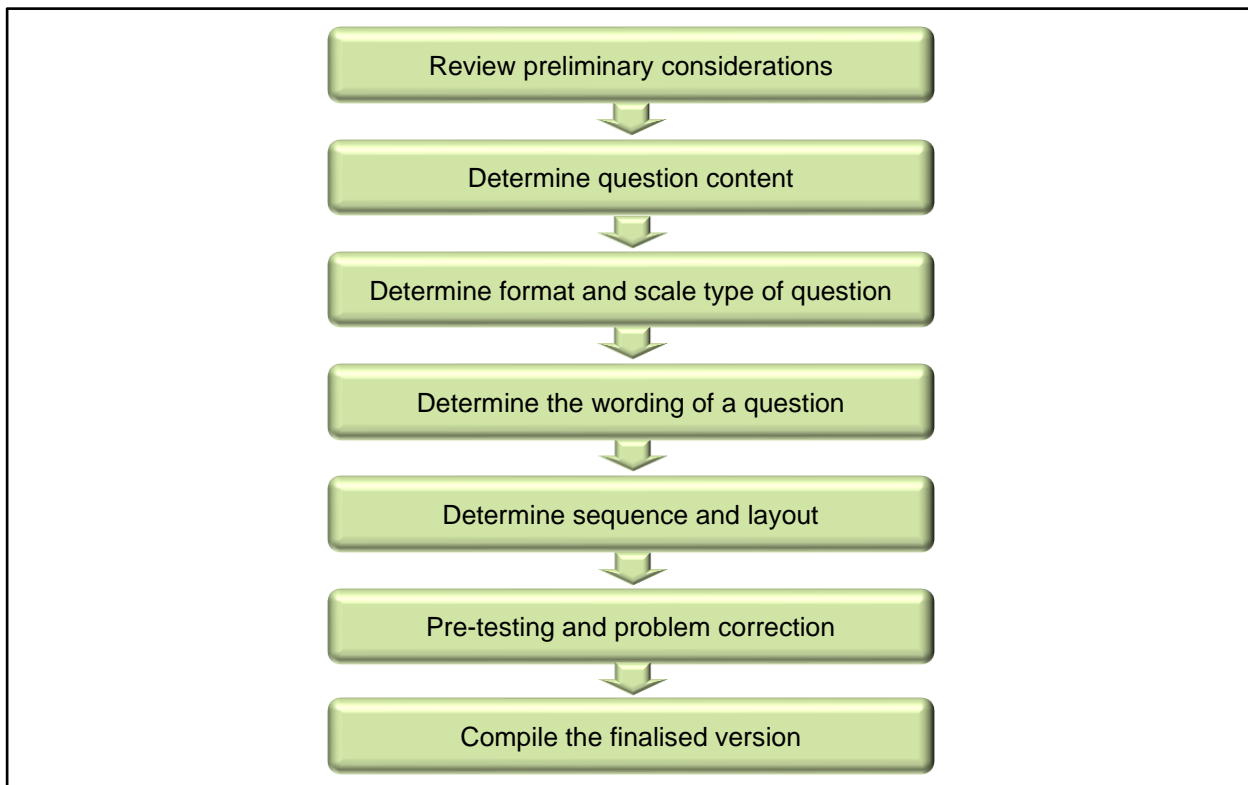 Review preliminary considerations
Determine question content
Determine format and scale type of question
Determine the wording of a question
Determine sequence and layout
Pre-testing and problem correction
Compile the finalised version